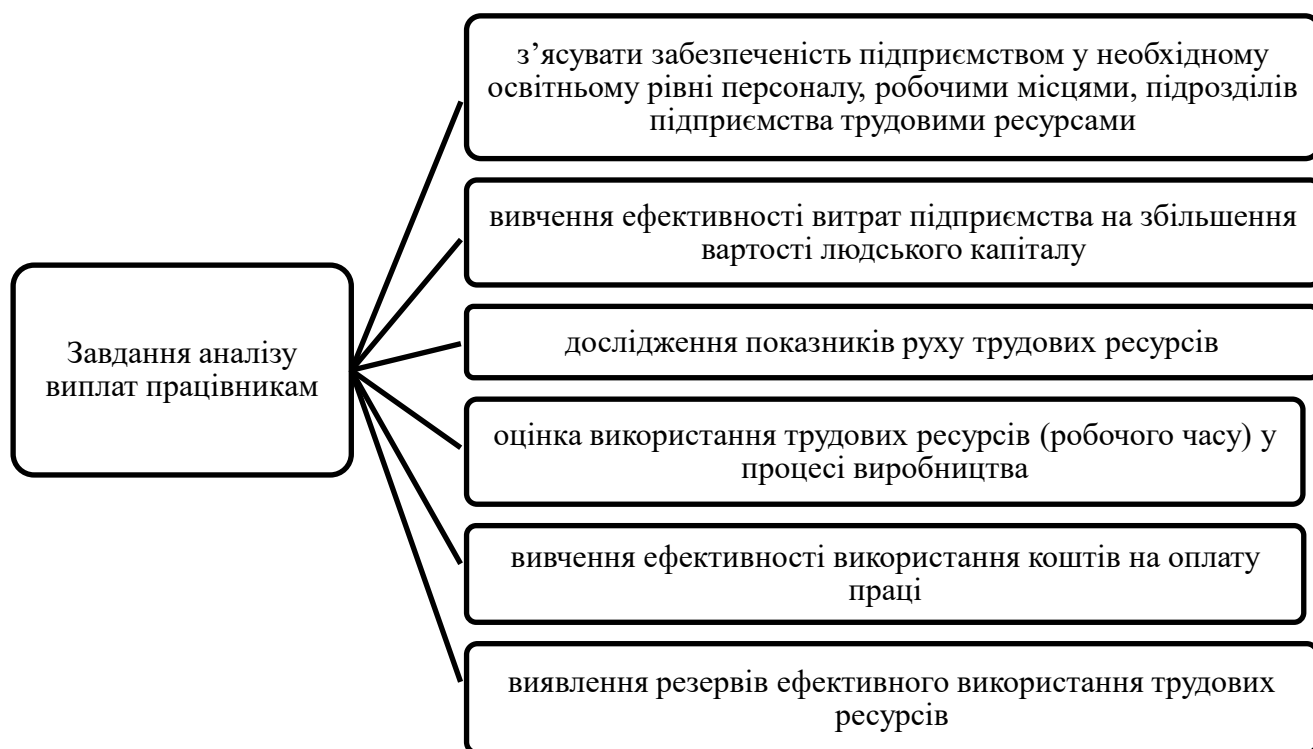 з’ясувати забезпеченість підприємством у необхідному
освітньому рівні персоналу, робочими місцями, підрозділів
підприємства трудовими ресурсами
вивчення ефективності витрат підприємства на збільшення
вартості людського капіталу
Завдання аналізу
виплат працівникам
дослідження показників руху трудових ресурсів
оцінка використання трудових ресурсів (робочого часу) у
процесі виробництва
вивчення ефективності використання коштів на оплату
праці
виявлення резервів ефективного використання трудових
ресурсів